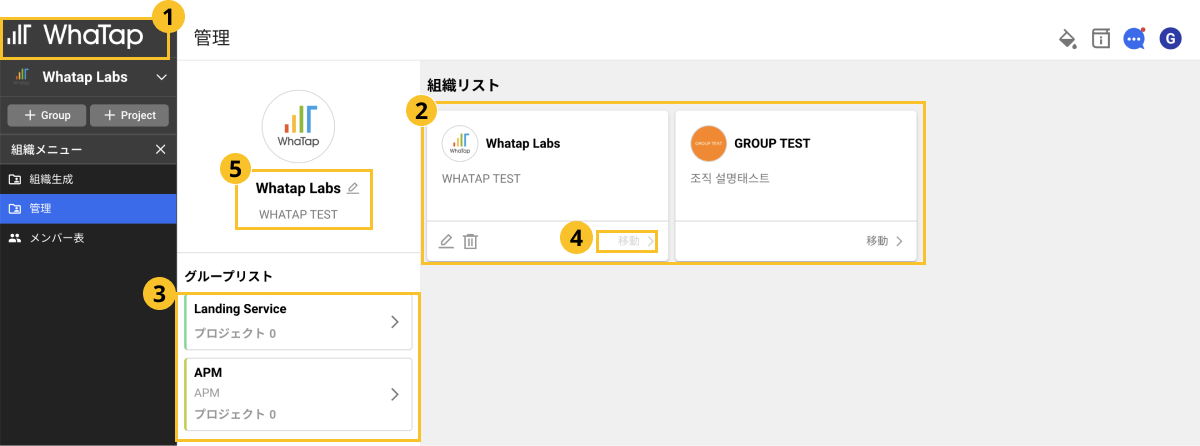 1
WhaTap
管理
G
Whatap Labs
+ Group
+ Project
組織メニュー
組織生成
管理
メンバー表
WhaTap
5
Whatap Labs
WHATAP TEST
グループリスト
3
Landing Service
プロジェクト 0
APM
APM
プロジェクト 0
組織リスト
2
WhaTap
Whatap Labs
WHATAP TEST
4
移動
GROUP TEST
GROUP TEST
조직 설명태스트
移動